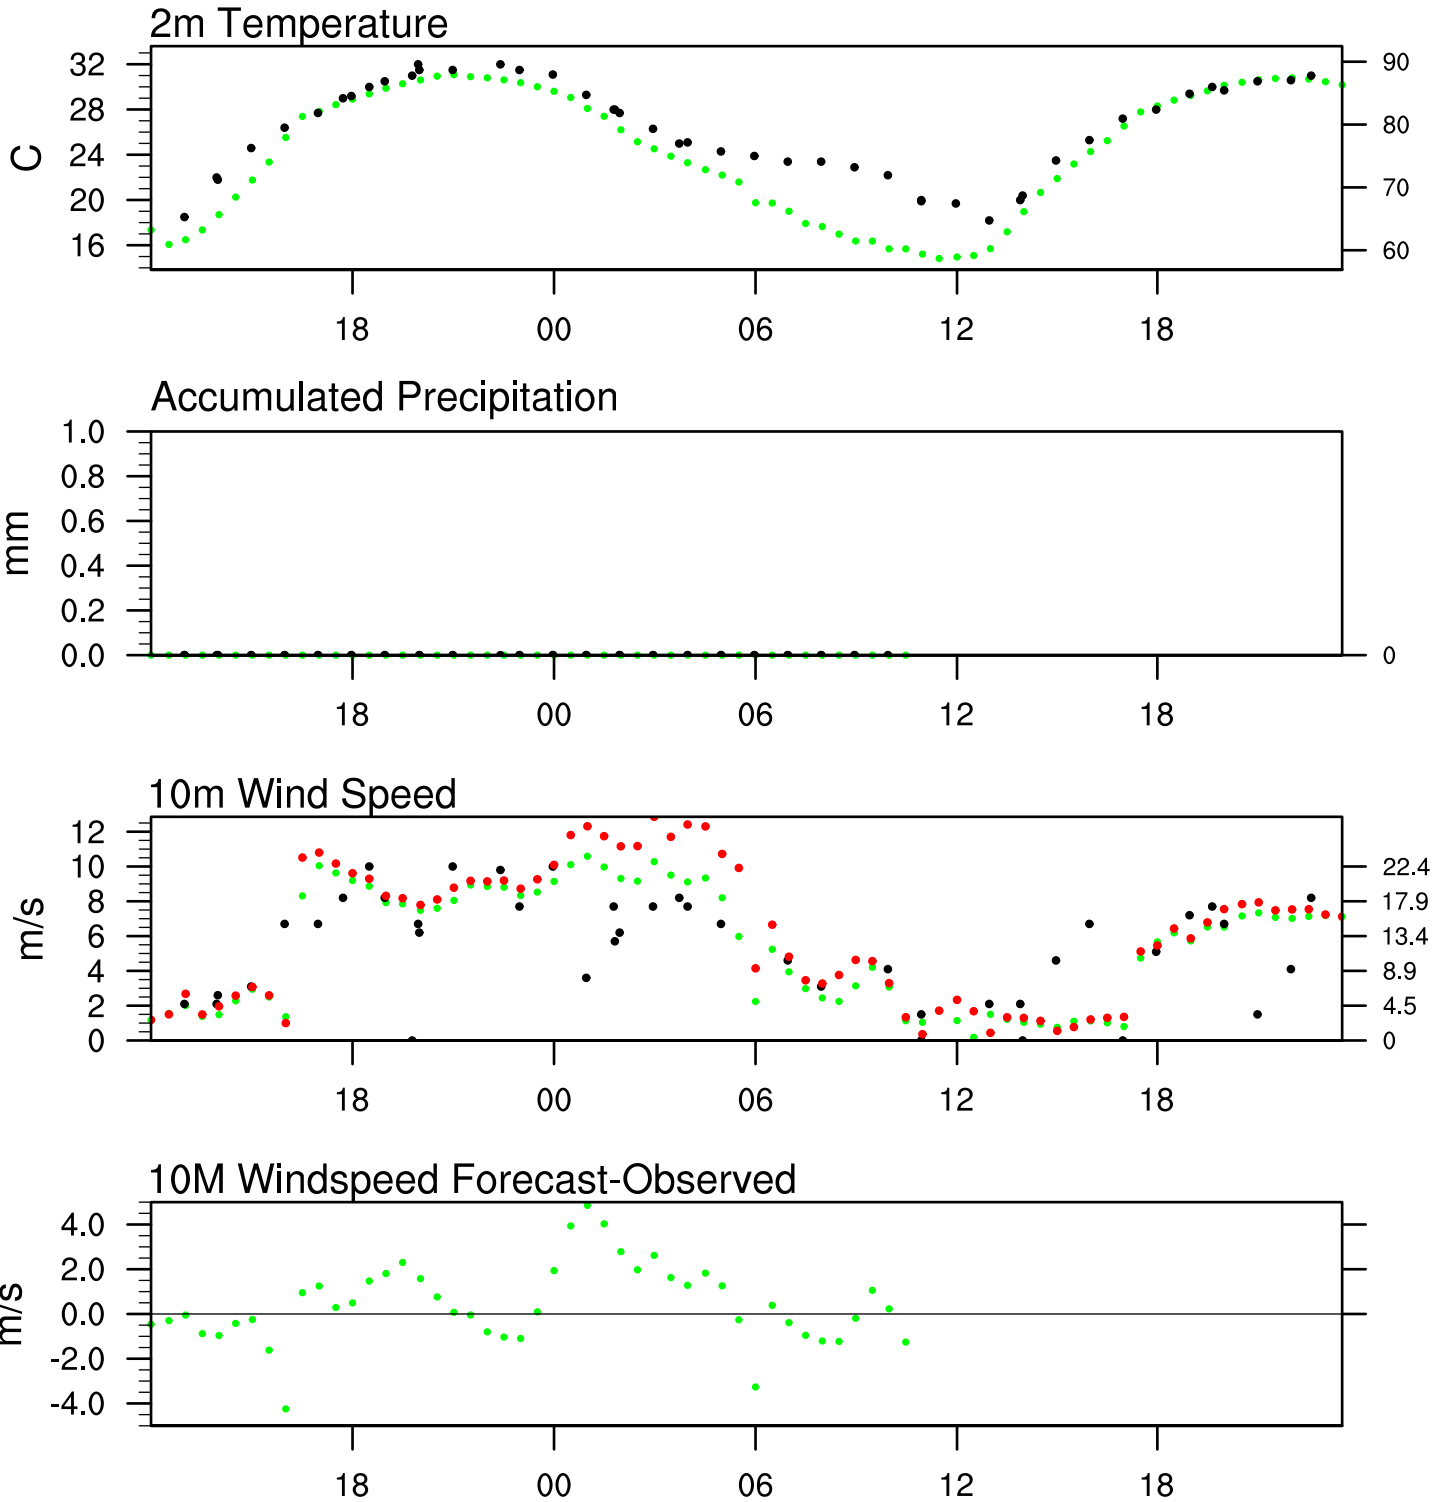 2m Temperature
32
28
24
20
16
C
90
80
70
60
18 00 06 12 18
Accumulated Precipitation
1.0
0.8
0.6
0.4
0.2
0.0
mm
0
18 00 06 12 18
10m Wind Speed
12
10
8
6
4
2
0
m/s
22.4
17.9
13.4
8.9
4.5
0
18 00 06 12 18
10M Windspeed Forecast-Observed
4.0
2.0
0.0
-2.0
-4.0
m/s
18 00 06 12 18